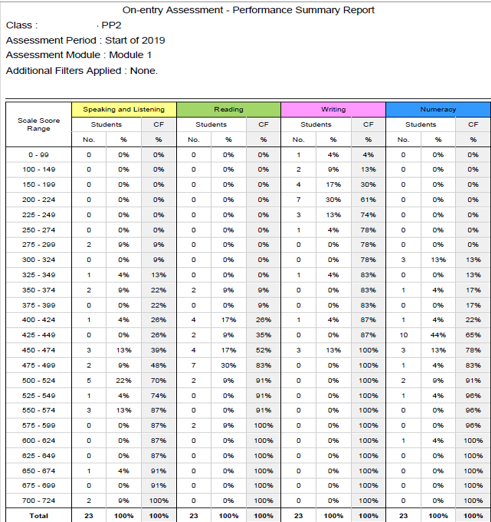 On-entry Assessment - Performance Summary Report
Class : · PP2
Assessment Period : Start of 2019
Assessment Module : Module 1
Additional Filters Applied : None.
Speaking and Listening Reading Writing Numeracy
Scale Score Range Students CF Students CF Students CF Students CF
No. % % No. % % No. % % No. % %
0 - 99 0 0% 0% 0 0% 0% 1 4% 4% 0 0% 0%
100 - 149 0 0% 0% 0 0% 0% 2 9% 13% 0 0% 0%
150 - 199 0 0% 0% 0 0% 0% 4 17% 30% 0 0% 0%
200 - 224 0 0% 0% 0 0% 0% 7 30% 61% 0 0% 0%
225 - 249 0 0% 0% 0 0% 0% 3 13% 74% 0 0% 0%
250 - 274 0 0% 0% 0 0% 0% 1 4% 78% 0 0% 0%
275 - 299 2 9% 9% 0 0% 0% 0 0% 78% 0 0% 0%
300 - 324 0 0% 9% 0 0% 0% 0 0% 78% 3 13% 13%
325 - 349 1 4% 13% 0 0% 0% 1 4% 83% 0 0% 13%
350 - 374 2 9% 22% 2 9% 9% 0 0% 83% 1 4% 17%
375 - 399 0 0% 22% 0 0% 9% 0 0% 83% 0 0% 17%
400 - 424 1 4% 26% 4 17% 26% 1 4% 87% 1 4% 22%
425 - 449 0 0% 26% 2 9% 35% 0 0% 87% 10 44% 65%
450 - 474 3 13% 39% 4 17% 52% 3 13% 100% 3 13% 78%
475 - 499 2 9% 48% 7 30% 83% 0 0% 100% 1 4% 83%
500 - 524 5 22% 70% 2 9% 91% 0 0% 100% 2 9% 91%
525 - 549 1 4% 74% 0 0% 91% 0 0% 100% 1 4% 96%
550 - 574 3 13% 87% 0 0% 91% 0 0% 100% 0 0% 96%
575 - 599 0 0% 87% 2 9% 100% 0 0% 100% 0 0% 96%
600 - 624 0 0% 87% 0 0% 100% 0 0% 100% 1 4% 100%
625 - 649 0 0% 87% 0 0% 100% 0 0% 100% 0 0% 100%
650 - 674 1 4% 91% 0 0% 100% 0 0% 100% 0 0% 100%
675 - 699 0 0% 91% 0 0% 100% 0 0% 100% 0 0% 100%
700 - 724 2 9% 100% 0 0% 100% 0 0% 100% 0 0% 100%
Total 23 100% 100% 23 100% 100% 23 100% 100% 23 100% 100%